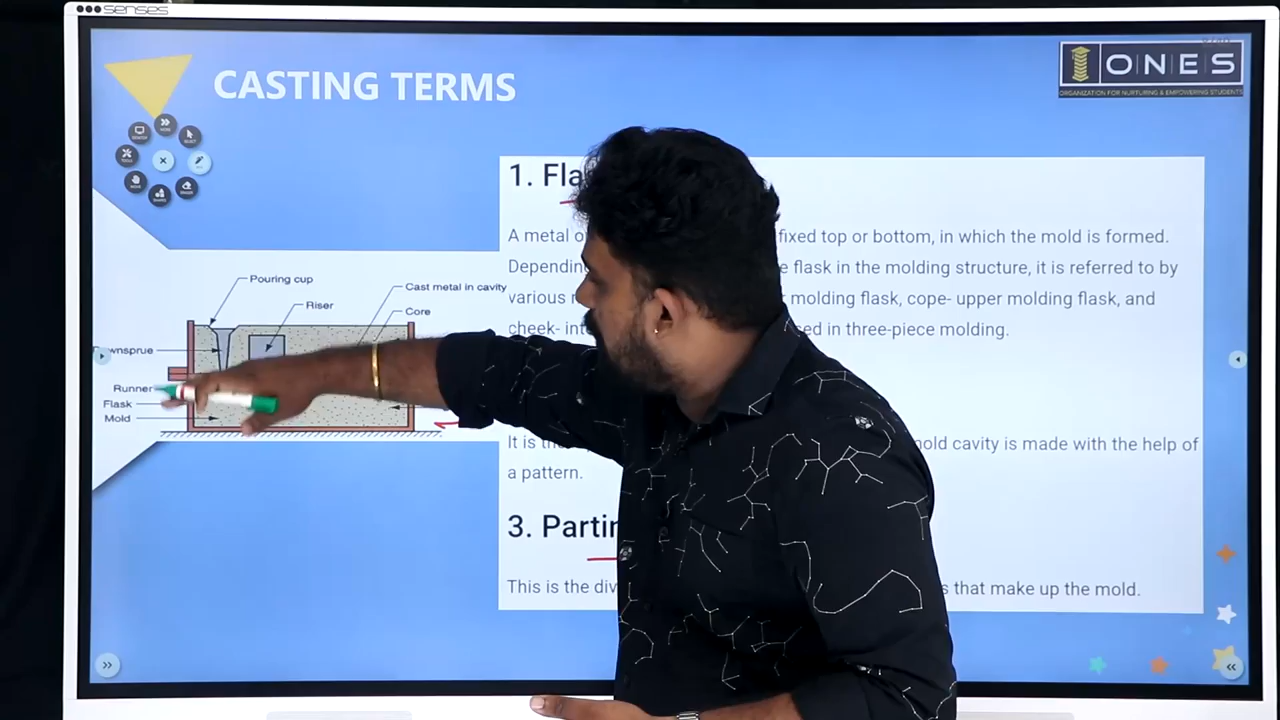 senses
CASTING TERMS
ONES
ORGANIZATION FOR NURTURING & EMPOWERING STUDENTS
1. Fla
A metal o fixed top or bottom, in which the mold is formed.
Dependin e flask in the molding structure, it is referred to by
various molding flask, cope- upper molding flask, and
cheek- int sed in three-piece molding.
Pouring cup
Cast metal in cavity
Riser
Core
wnsprue
Runner
Flask
Mold
It is nold cavity is made with the help of
a pattern.
3. Partin
This is the div s that make up the mold.